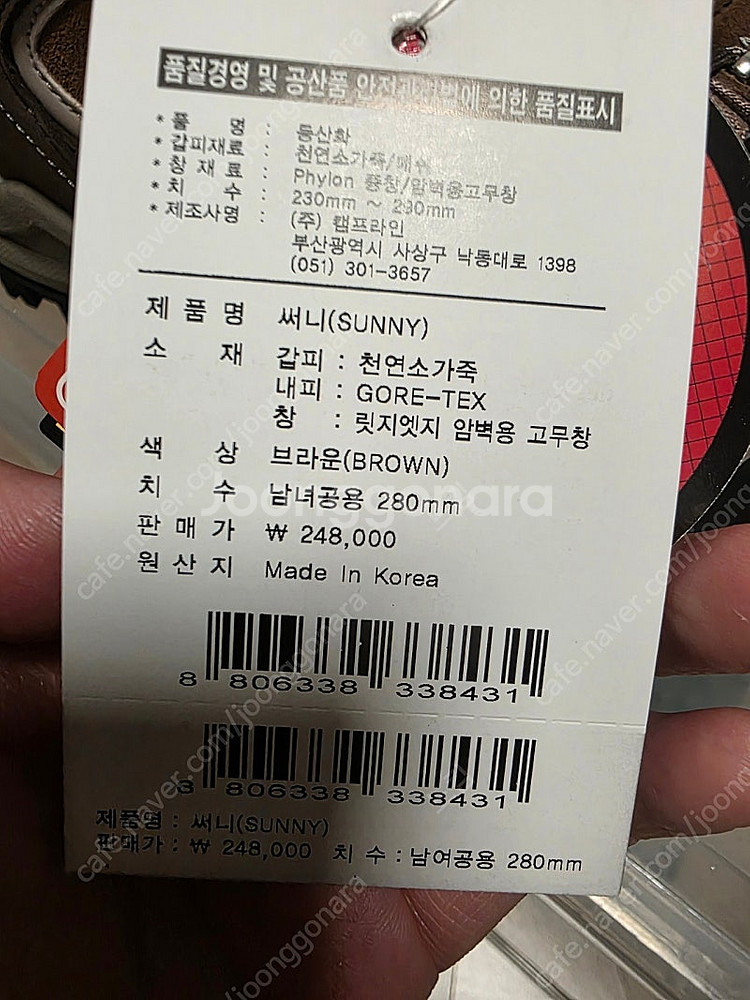 품질경영 및 공산품 안전관리법에 의한 품질표시
* 품 명 : 등산화
* 갑피재료 : 천연소가죽/메쉬
* 창 재 료 : Phylon 중창/암벽용고무창
* 치 수 : 230mm ~ 290mm
* 제조사명 : (주) 캠프라인
부산광역시 사상구 낙동대로 1398
(051) 301-3657
제 품 명 써니(SUNNY)
소 재 갑피 : 천연소가죽
내피 : GORE-TEX
창 : 릿지엣지 암벽용 고무창
색 상 브라운(BROWN)
치 수 남녀공용 280mm
판 매 가 ₩ 248,000
원 산 지 Made In Korea
8 806338 338431
8 806338 338431
제품명 : 써니(SUNNY)
판매가 : ₩ 248,000 치 수 : 남여공용 280mm
Joonggonara
cafe.naver.com/joonggonara